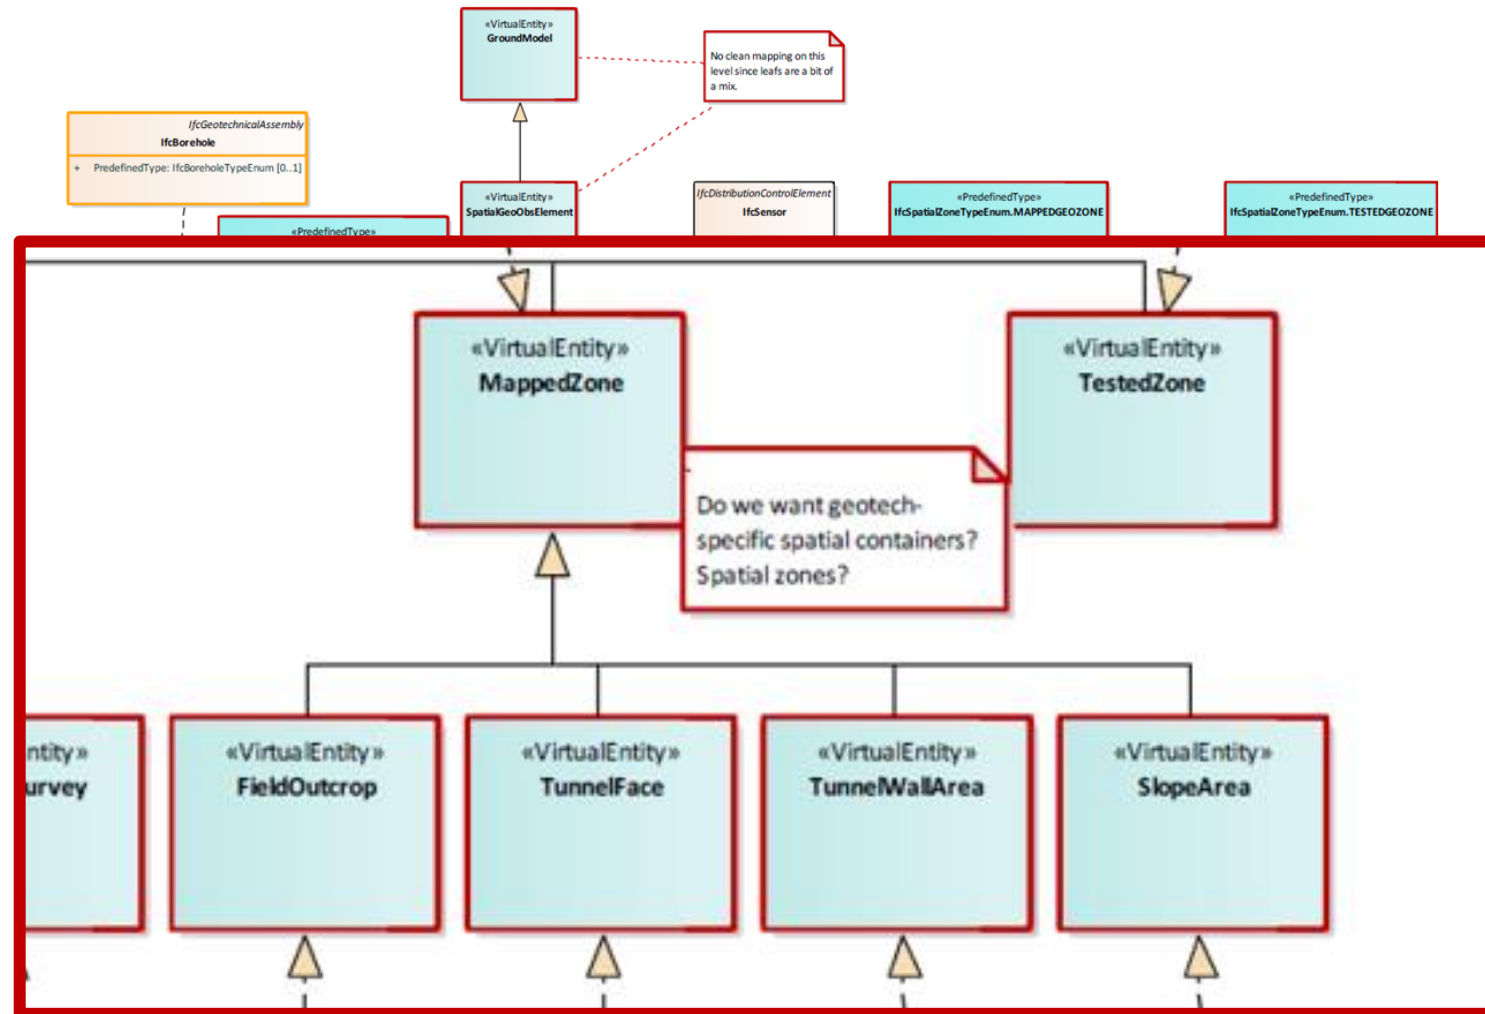 «VirtualEntity»
GroundModel
No clean mapping on this
level since leafs are a bit of
a mix.
IfcGeotechnicalAssembly
IfcBorehole
+ PredefinedType: IfcBoreholeTypeEnum [0..1]
«PredefinedType»
«VirtualEntity»
SpatialGeoObsElement
IfcDistributionControlElement
IfcSensor
«PredefinedType»
IfcSpatialZoneTypeEnum.MAPPEDGEOZONE
«PredefinedType»
IfcSpatialZoneTypeEnum.TESTEDGEOZONE
«VirtualEntity»
MappedZone
«VirtualEntity»
TestedZone
Do we want geotech-
specific spatial containers?
Spatial zones?
ntity»
urvey
«VirtualEntity»
FieldOutcrop
«VirtualEntity»
TunnelFace
«VirtualEntity»
TunnelWallArea
«VirtualEntity»
SlopeArea